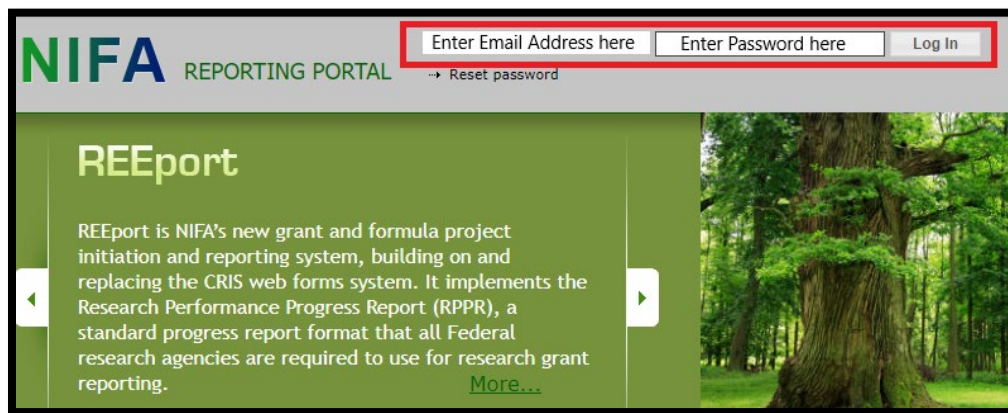 Enter Email Address here Enter Password here Log In
NIFA REPORTING PORTAL
⇢ Reset password
REEport
REEport is NIFA's new grant and formula project
initiation and reporting system, building on and
replacing the CRIS web forms system. It implements the
Research Performance Progress Report (RPPR), a
standard progress report format that all Federal
research agencies are required to use for research grant
reporting. More...